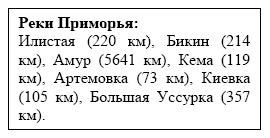 Реки Приморья:
Илистая (220 км), Бикин (214
км), Амур (5641 км), Кема (119
км), Артемовка (73 км), Киевка
(105 км), Большая Уссурка (357
км).